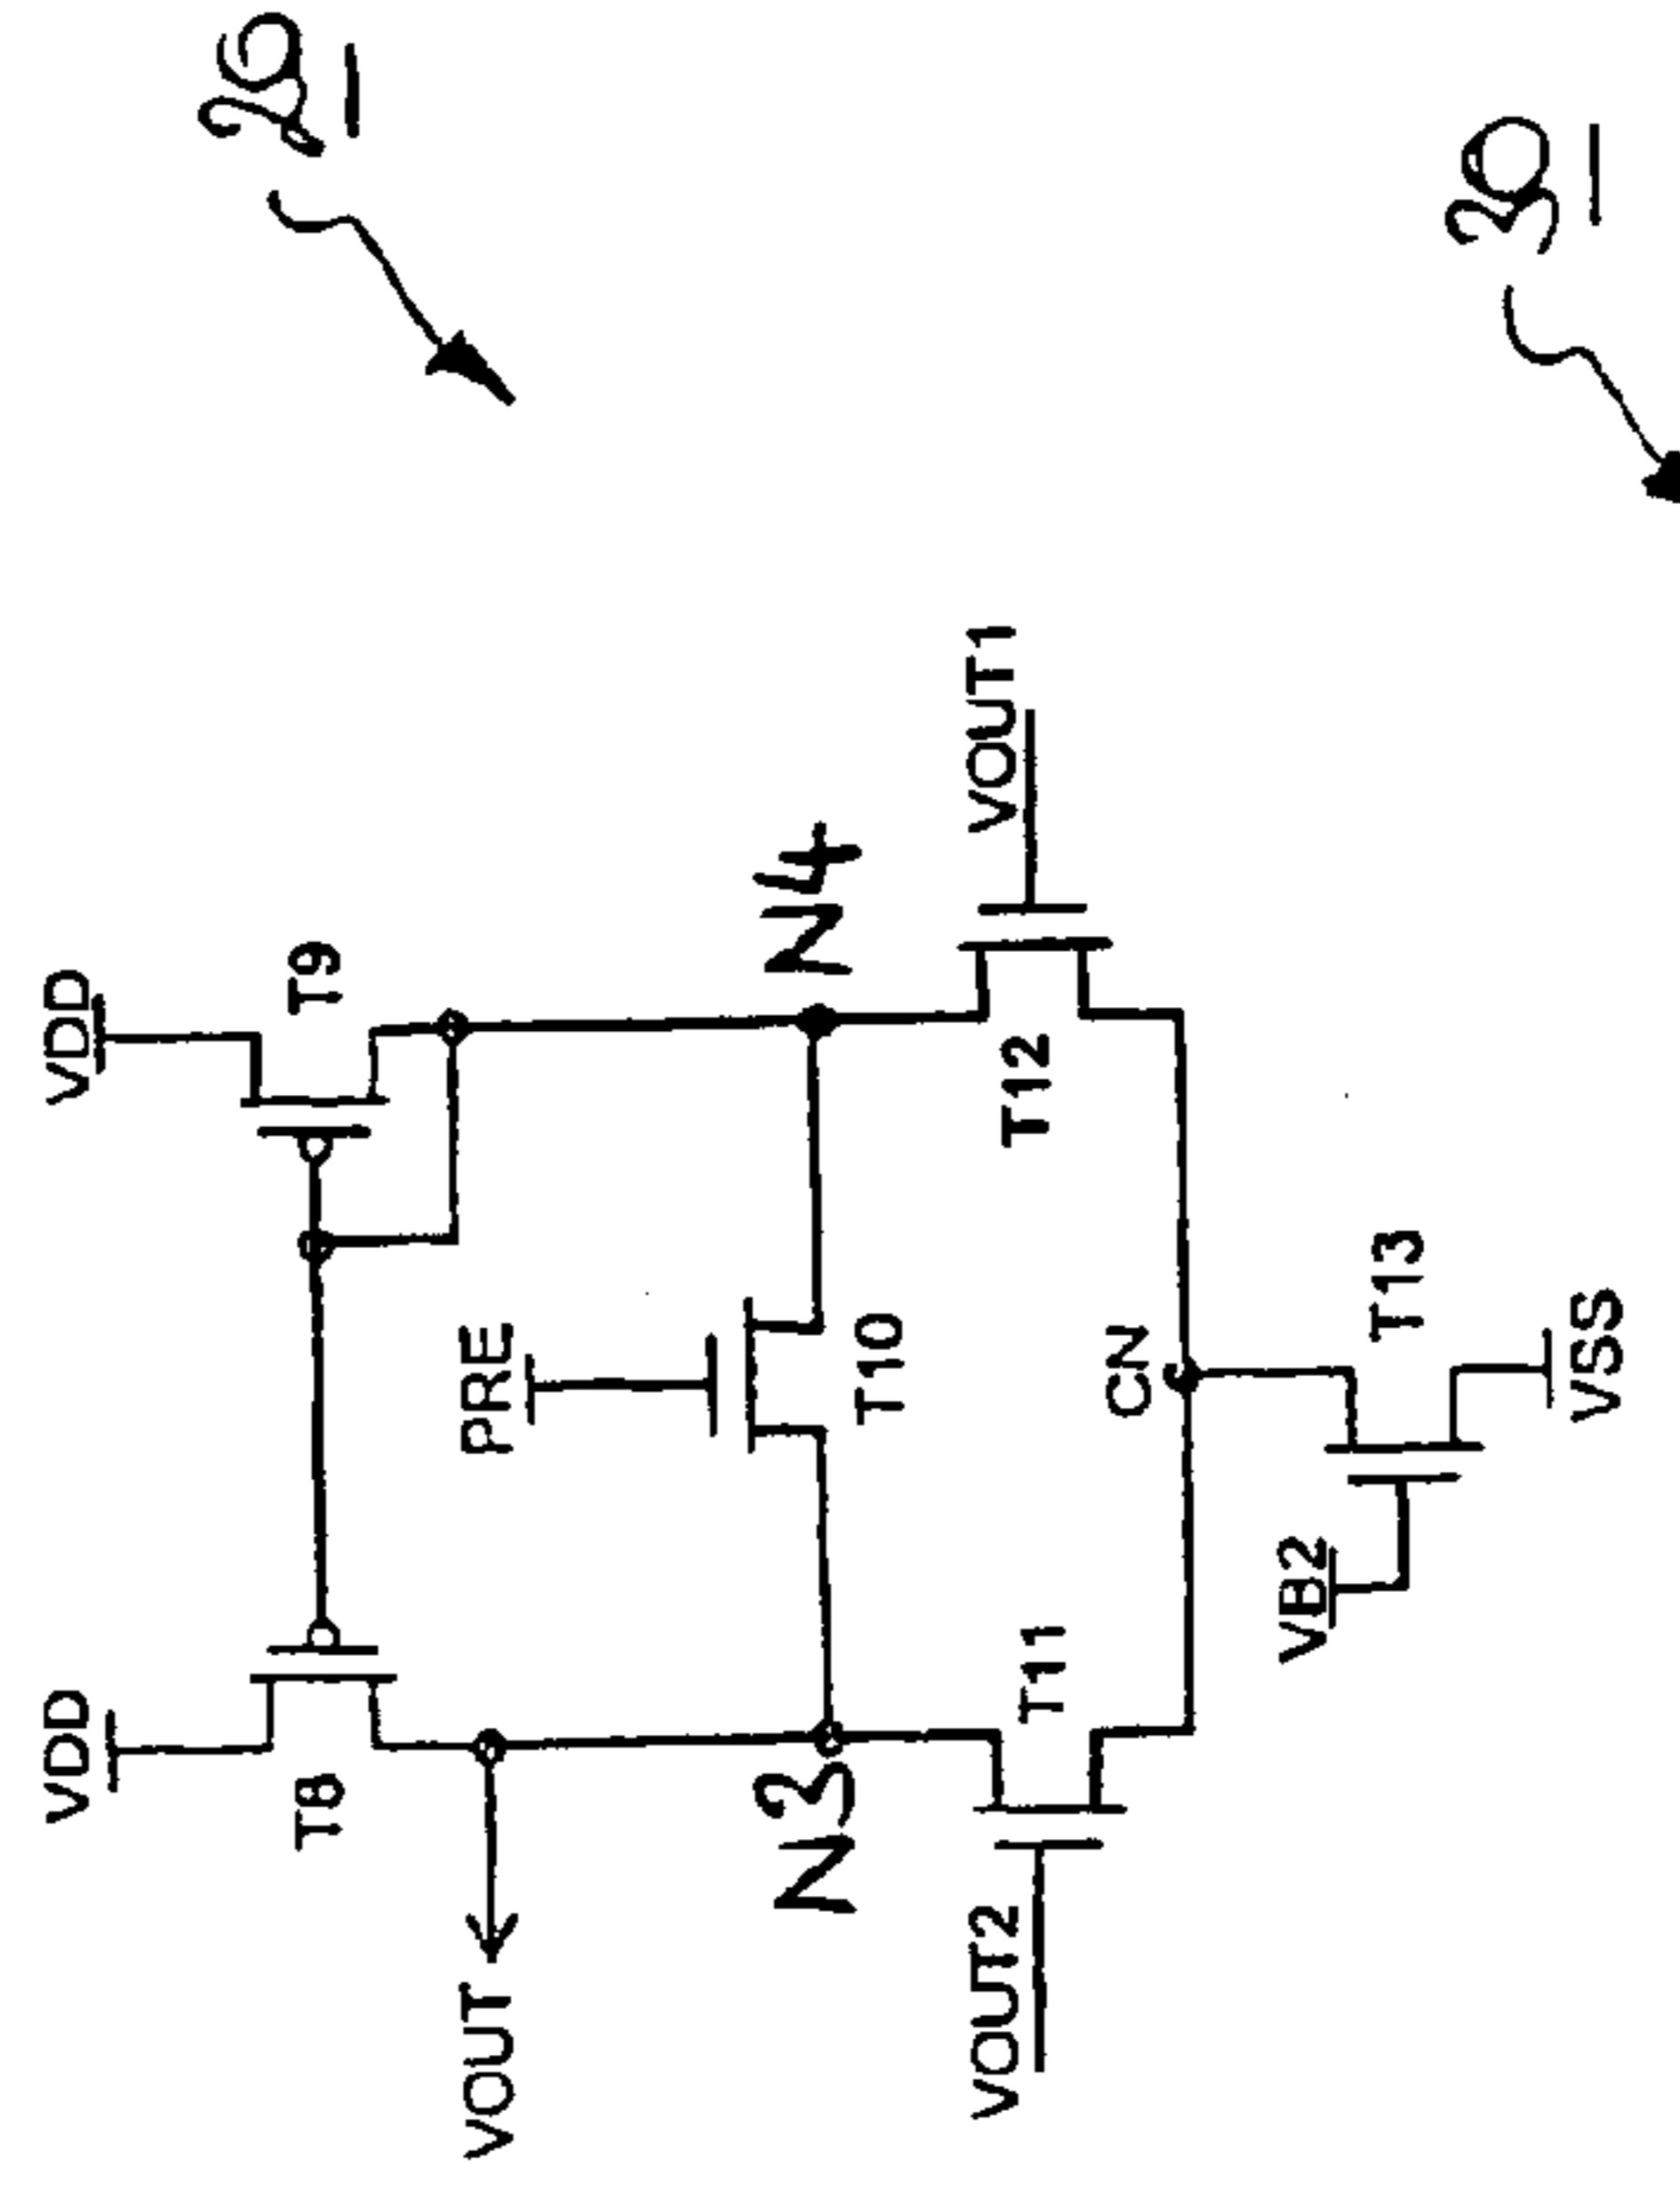 26
30
VDD
VDD
T8
T9
VOUT
PRE
N3
T10
N4
VOUT2
T11
T12
VOUT1
CN
VB2
T13
VSS